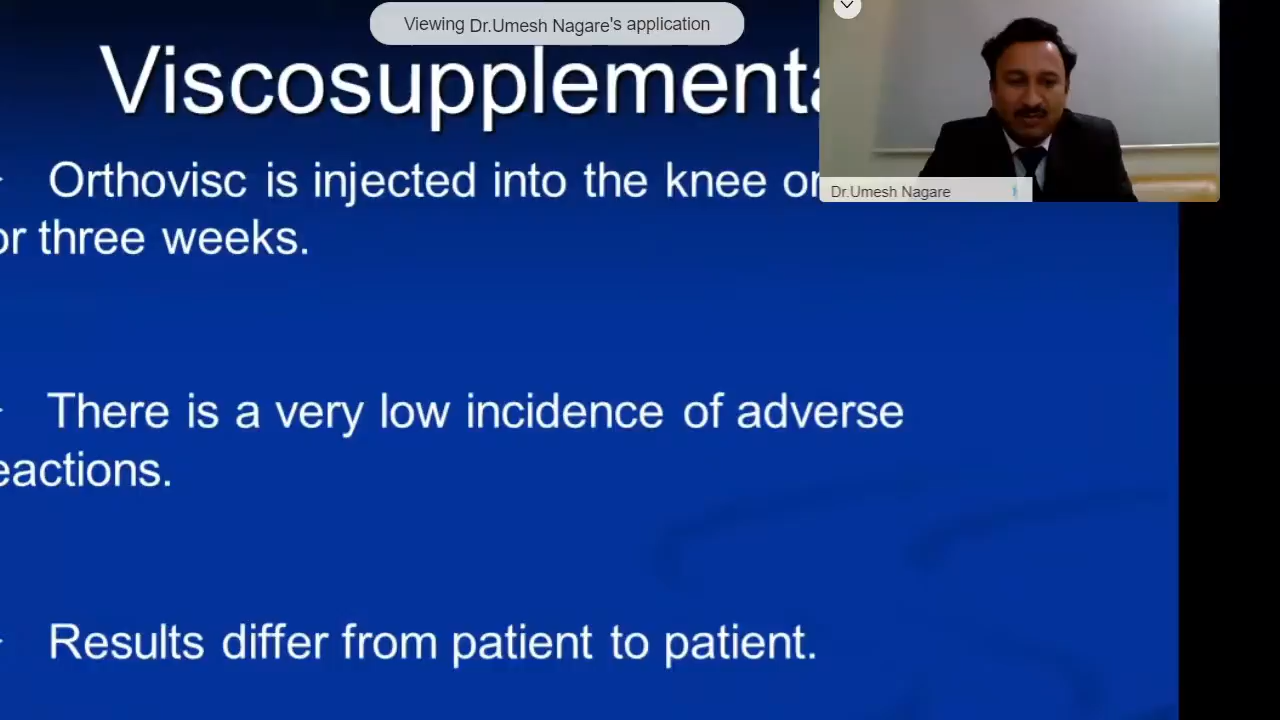 Viewing Dr.Umesh Nagare's application
Viscosupplementa
Orthovisc is injected into the knee
or three weeks.
Dr.Umesh Nagare
There is a very low incidence of adverse
eactions.
Results differ from patient to patient.